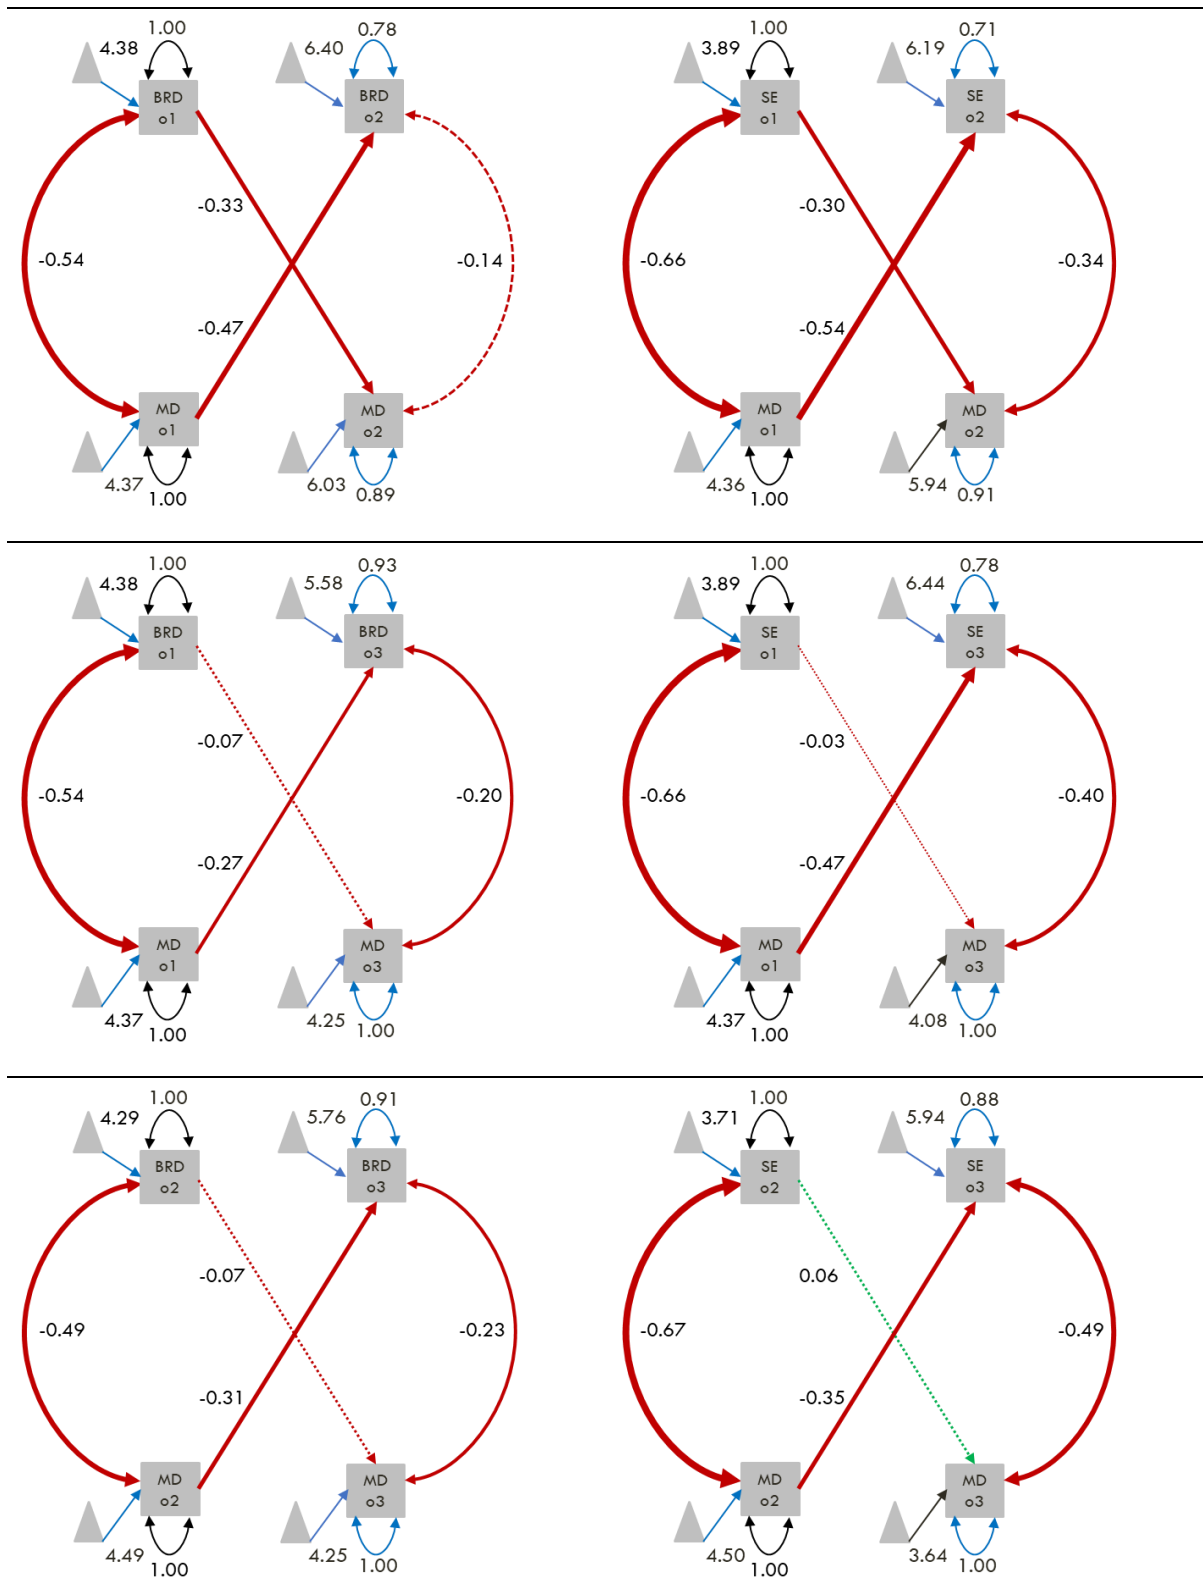 1.00
4.38
BRD
o1
0.78
6.40
BRD
o2
-0.33
-0.54
-0.14
-0.47
MD
o1
4.37
1.00
MD
o2
6.03
0.89
1.00
3.89
SE
o1
0.71
6.19
SE
o2
-0.30
-0.66
-0.34
-0.54
MD
o1
4.36
1.00
MD
o2
5.94
0.91
1.00
4.38
BRD
o1
0.93
5.58
BRD
o3
-0.07
-0.54
-0.20
-0.27
MD
o1
4.37
1.00
MD
o3
4.25
1.00
1.00
3.89
SE
o1
0.78
6.44
SE
o3
-0.03
-0.66
-0.40
-0.47
MD
o1
4.37
1.00
MD
o3
4.08
1.00
1.00
4.29
BRD
o2
0.91
5.76
BRD
o3
-0.07
-0.49
-0.23
-0.31
MD
o2
4.49
1.00
MD
o3
4.25
1.00
1.00
3.71
SE
o2
0.88
5.94
SE
o3
0.06
-0.67
-0.49
-0.35
MD
o2
4.50
1.00
MD
o3
3.64
1.00